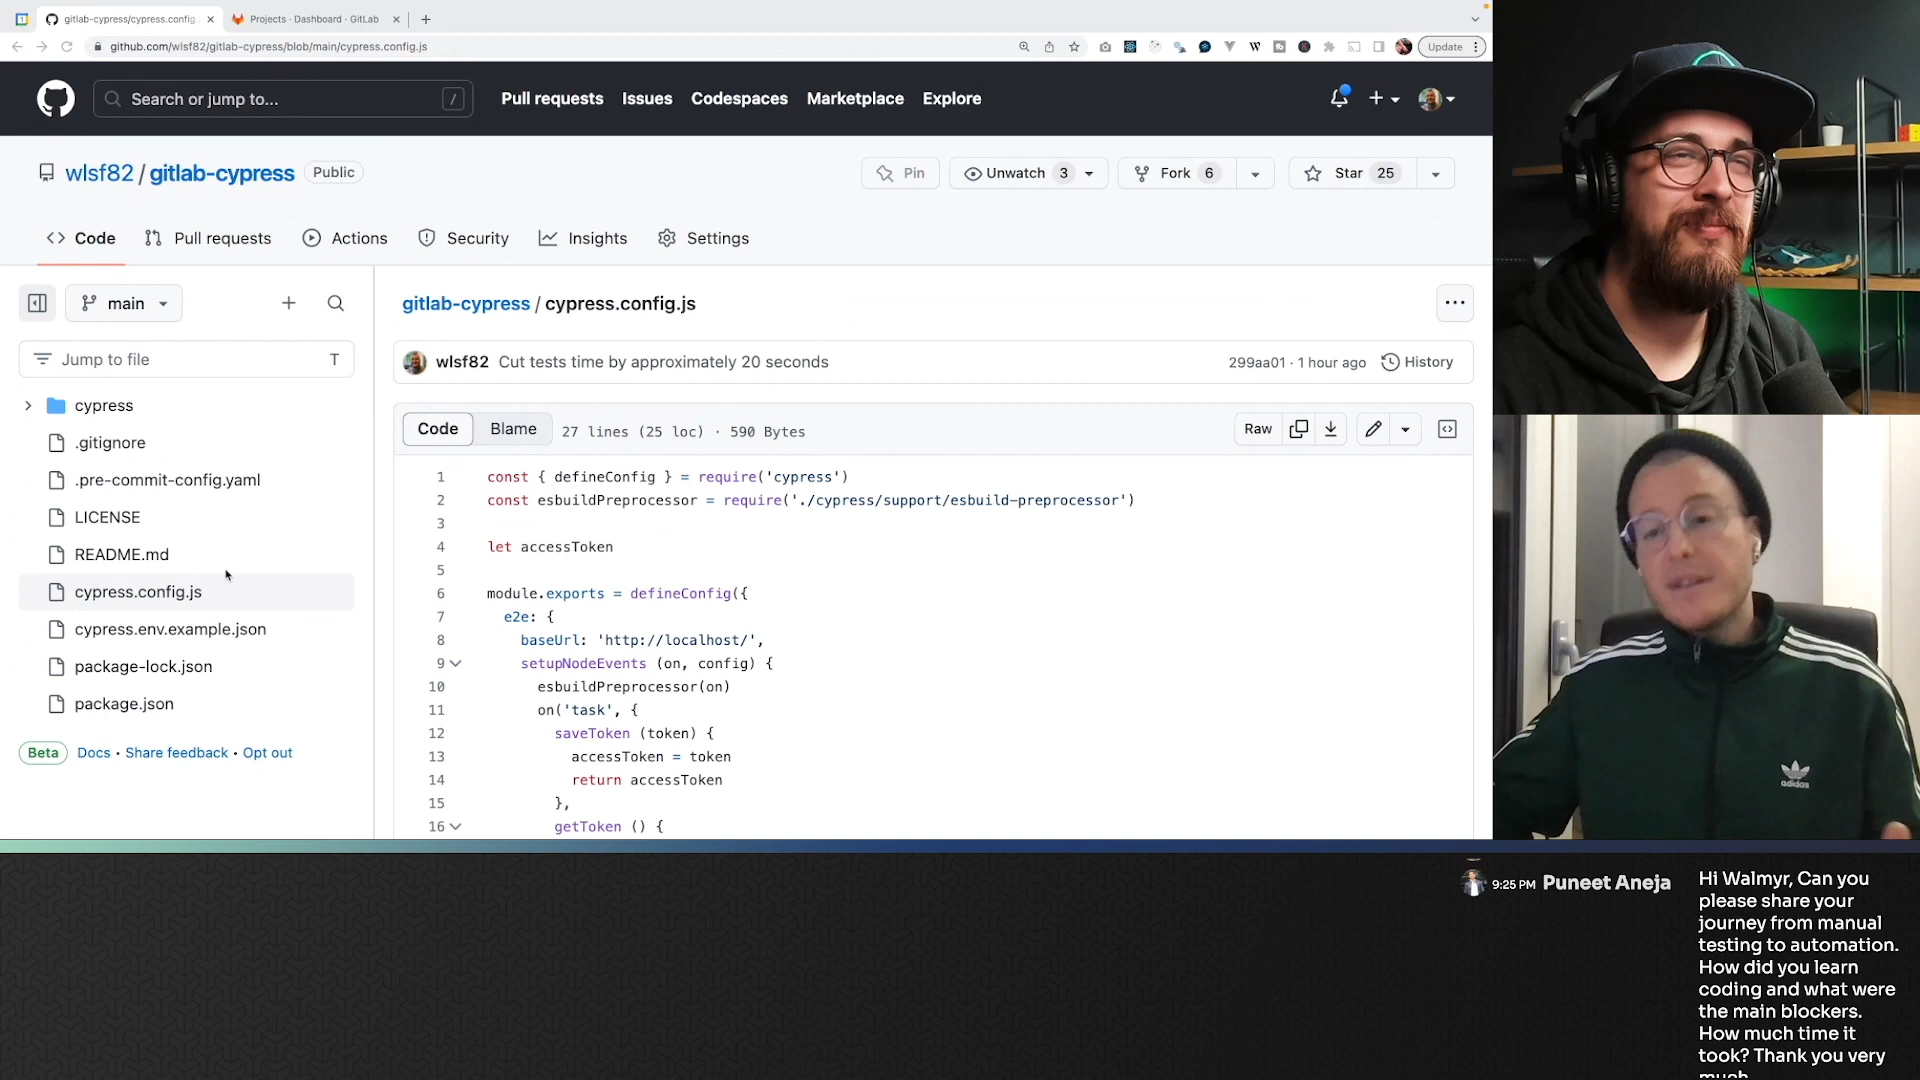 gitlab-cypress/cypress.config
Projects · Dashboard · GitLab
github.com/wlsf82/gitlab-cypress/blob/main/cypress.config.js
Update
Search or jump to...
/
Pull requests
Issues
Codespaces
Marketplace
Explore
wlsf82 / gitlab-cypress
Public
Pin
Unwatch 3
Fork 6
Star 25
Code
Pull requests
Actions
Security
Insights
Settings
main
Jump to file
T
cypress
.gitignore
.pre-commit-config.yaml
LICENSE
README.md
cypress.config.js
cypress.env.example.json
package-lock.json
package.json
Beta Docs • Share feedback • Opt out
gitlab-cypress / cypress.config.js
wlsf82 Cut tests time by approximately 20 seconds
299aa01 · 1 hour ago
History
Code
Blame
27 lines (25 loc) · 590 Bytes
Raw
1 const { defineConfig } = require('cypress')
2 const esbuildPreprocessor = require('./cypress/support/esbuild-preprocessor')
3
4 let accessToken
5
6 module.exports = defineConfig({
7 e2e: {
8 baseUrl: 'http://localhost/',
9 setupNodeEvents (on, config) {
10 esbuildPreprocessor(on)
11 on('task', {
12 saveToken (token) {
13 accessToken = token
14 return accessToken
15 },
16 getToken () {
adidas
9:25 PM Puneet Aneja
Hi Walmyr, Can you
please share your
journey from manual
testing to automation.
How did you learn
coding and what were
the main blockers.
How much time it
took? Thank you very
much